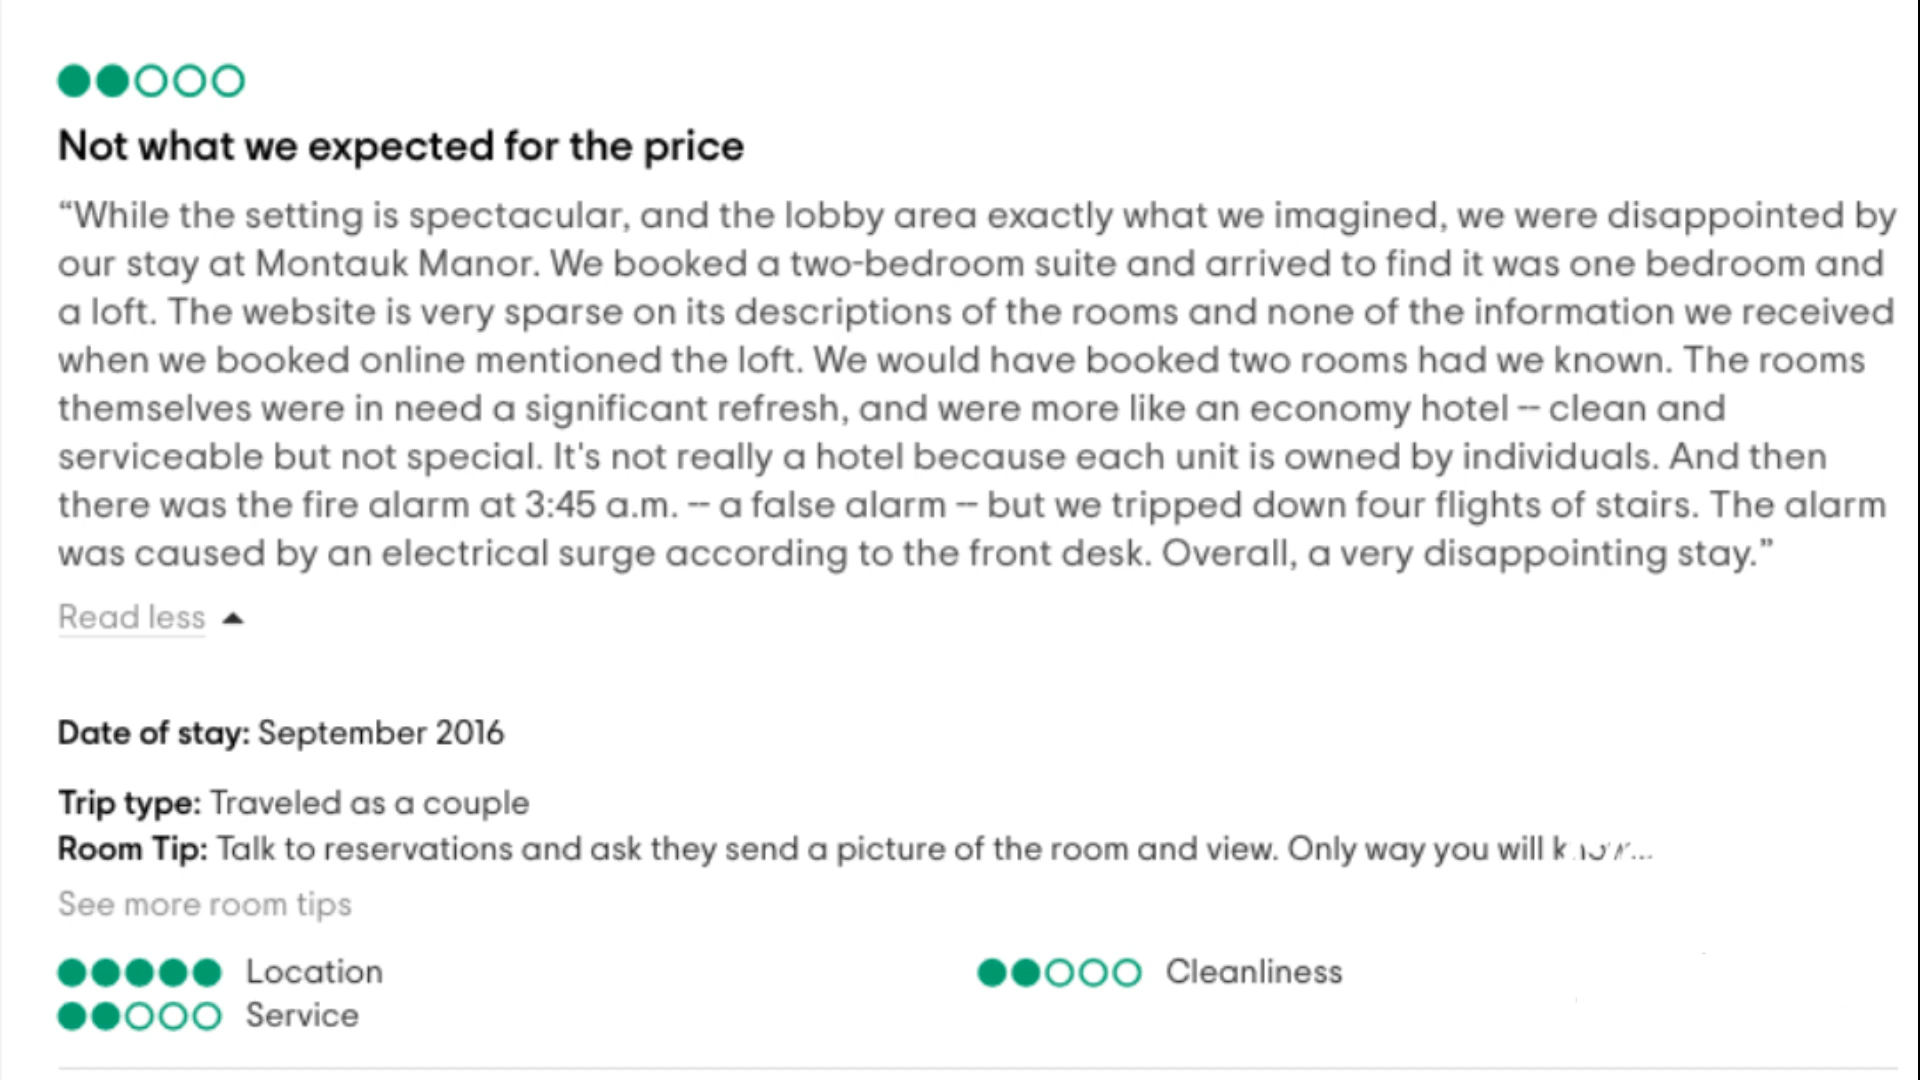 Not what we expected for the price
“While the setting is spectacular, and the lobby area exactly what we imagined, we were disappointed by
our stay at Montauk Manor. We booked a two-bedroom suite and arrived to find it was one bedroom and
a loft. The website is very sparse on its descriptions of the rooms and none of the information we received
when we booked online mentioned the loft. We would have booked two rooms had we known. The rooms
themselves were in need a significant refresh, and were more like an economy hotel -- clean and
serviceable but not special. It's not really a hotel because each unit is owned by individuals. And then
there was the fire alarm at 3:45 a.m. -- a false alarm -- but we tripped down four flights of stairs. The alarm
was caused by an electrical surge according to the front desk. Overall, a very disappointing stay.”
Read less
Date of stay: September 2016
Trip type: Traveled as a couple
Room Tip: Talk to reservations and ask they send a picture of the room and view. Only way you will
See more room tips
Location
Cleanliness
Service